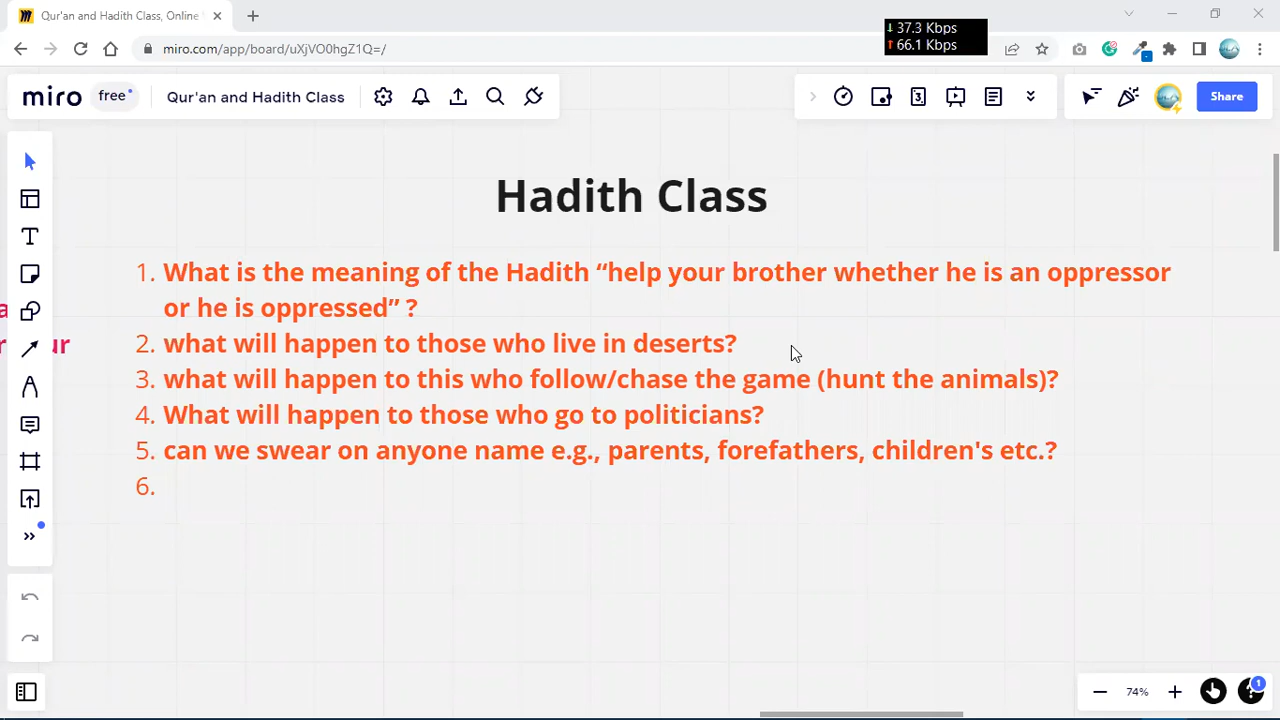 Qur'an and Hadith Class, Online
miro.com/app/board/uXjVO0hgZ1Q=/
37.3 Kbps
66.1 Kbps
miro free Qur'an and Hadith Class
Share
Hadith Class
1. What is the meaning of the Hadith “help your brother whether he is an oppressor
or he is oppressed” ?
2. what will happen to those who live in deserts?
3. what will happen to this who follow/chase the game (hunt the animals)?
4. What will happen to those who go to politicians?
5. can we swear on anyone name e.g., parents, forefathers, children's etc.?
6.
ur
74%
1